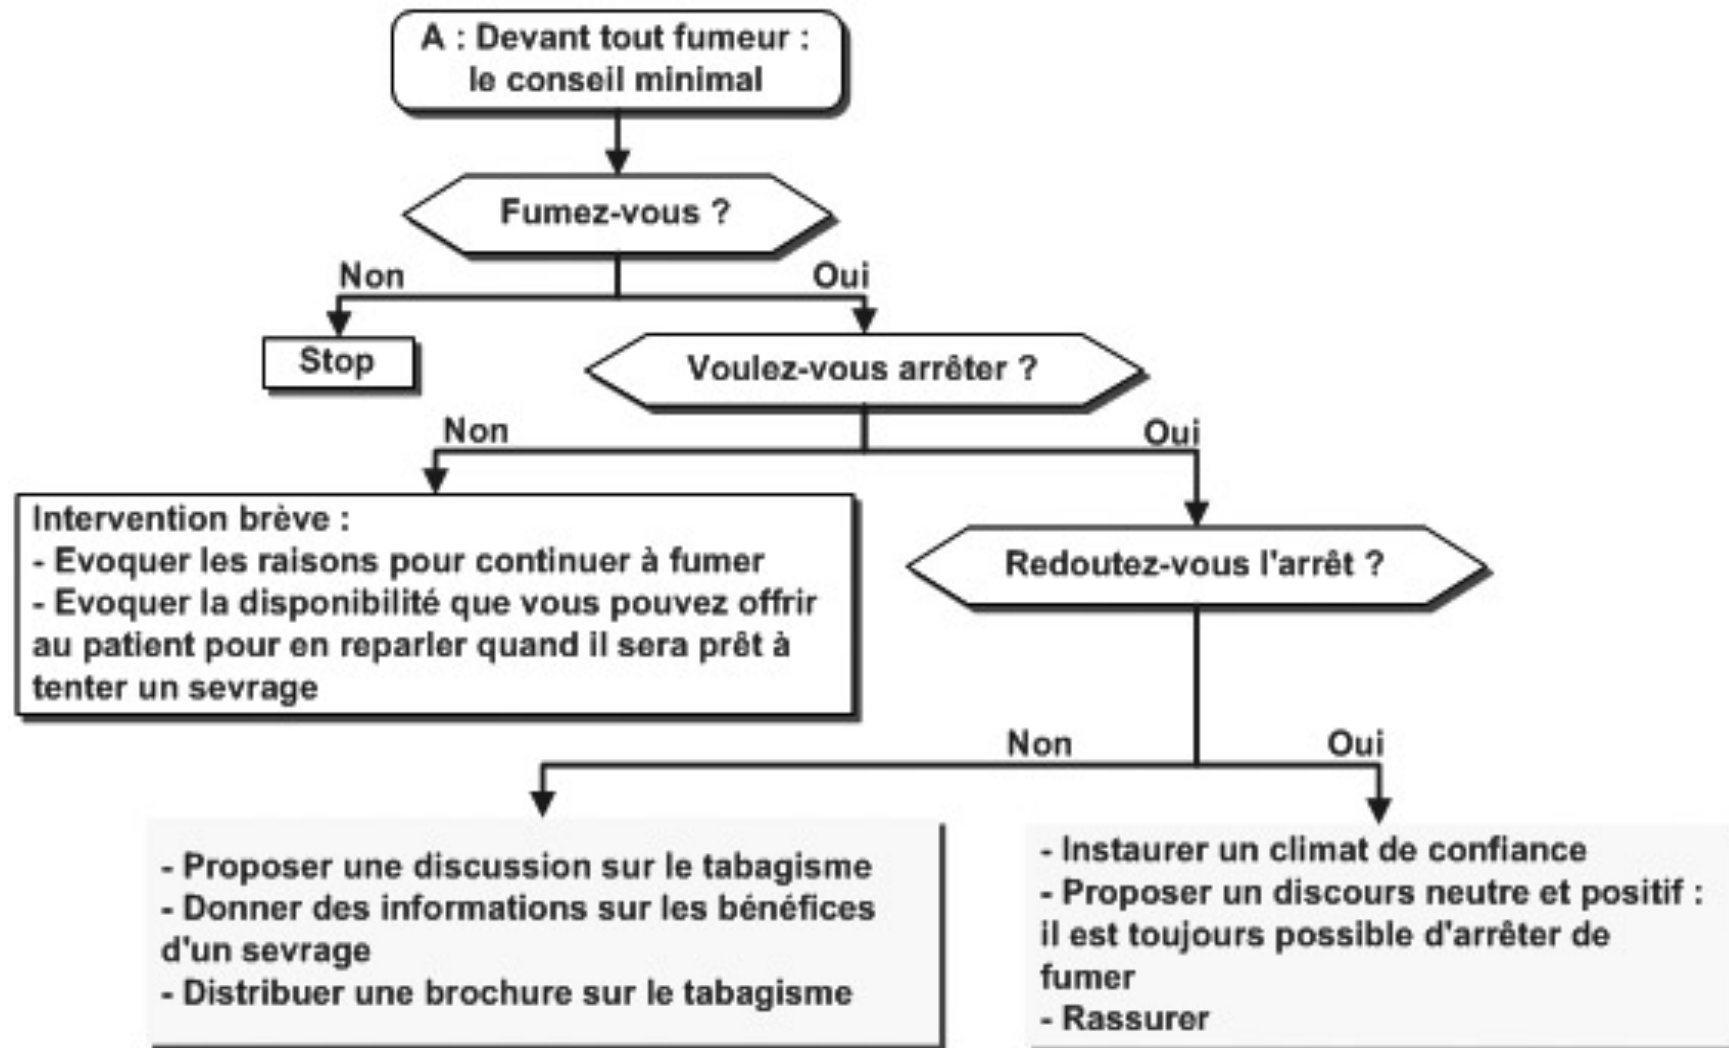 A : Devant tout fumeur :
le conseil minimal
Fumez-vous ?
Non
Oui
Stop
Voulez-vous arrêter ?
Non
Oui
Intervention brève :
- Evoquer les raisons pour continuer à fumer
- Evoquer la disponibilité que vous pouvez offrir
au patient pour en reparler quand il sera prêt à
tenter un sevrage
Redoutez-vous l'arrêt ?
Non
Oui
- Proposer une discussion sur le tabagisme
- Donner des informations sur les bénéfices
d'un sevrage
- Distribuer une brochure sur le tabagisme
- Instaurer un climat de confiance
- Proposer un discours neutre et positif :
il est toujours possible d'arrêter de
fumer
- Rassurer